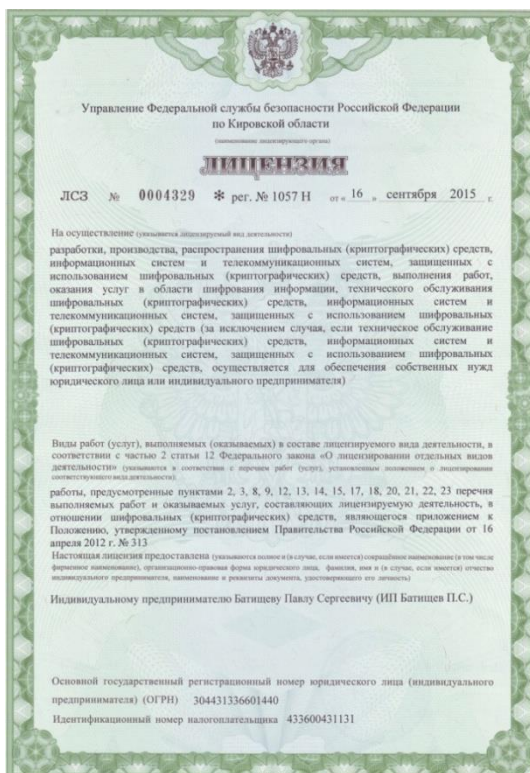 Управление Федеральной службы безопасности Российской Федерации
по Кировской области
(наименование лицензирующего органа)
ЛИЦЕНЗИЯ
ЛСЗ № 0004329 * рег. № 1057 Н от « 16 » сентября 2015 г.
На осуществление (указывается лицензируемый вид деятельности)
разработки, производства, распространения шифровальных (криптографических) средств,
информационных систем и телекоммуникационных систем, защищенных с
использованием шифровальных (криптографических) средств, выполнения работ,
оказания услуг в области шифрования информации, технического обслуживания
шифровальных (криптографических) средств, информационных систем и
телекоммуникационных систем, защищенных с использованием шифровальных
(криптографических) средств (за исключением случая, если техническое обслуживание
шифровальных (криптографических) средств, информационных систем и
телекоммуникационных систем, защищенных с использованием шифровальных
(криптографических) средств, осуществляется для обеспечения собственных нужд
юридического лица или индивидуального предпринимателя)
Виды работ (услуг), выполняемых (оказываемых) в составе лицензируемого вида деятельности, в
соответствии с частью 2 статьи 12 Федерального закона «О лицензировании отдельных видов
деятельности» (указывается в соответствии с перечнем работ (услуг), установленным положением о лицензировании
соответствующего вида деятельности):
работы, предусмотренные пунктами 2, 3, 8, 9, 12, 13, 14, 15, 17, 18, 20, 21, 22, 23 перечня
выполняемых работ и оказываемых услуг, составляющих лицензируемую деятельность, в
отношении шифровальных (криптографических) средств, являющегося приложением к
Положению, утвержденному постановлением Правительства Российской Федерации от 16
апреля 2012 г. № 313
Настоящая лицензия предоставлена (указываются полное и (в случае, если имеется) сокращённое наименование (в том числе
фирменное наименование), организационно-правовая форма юридического лица, фамилия, имя и (в случае, если имеется) отчество
индивидуального предпринимателя, наименование и реквизиты документа, удостоверяющего его личность)
Индивидуальному предпринимателю Батищеву Павлу Сергеевичу (ИП Батищев П.С.)
Основной государственный регистрационный номер юридического лица (индивидуального
предпринимателя) (ОГРН) 304431336601440
Идентификационный номер налогоплательщика 433600431131